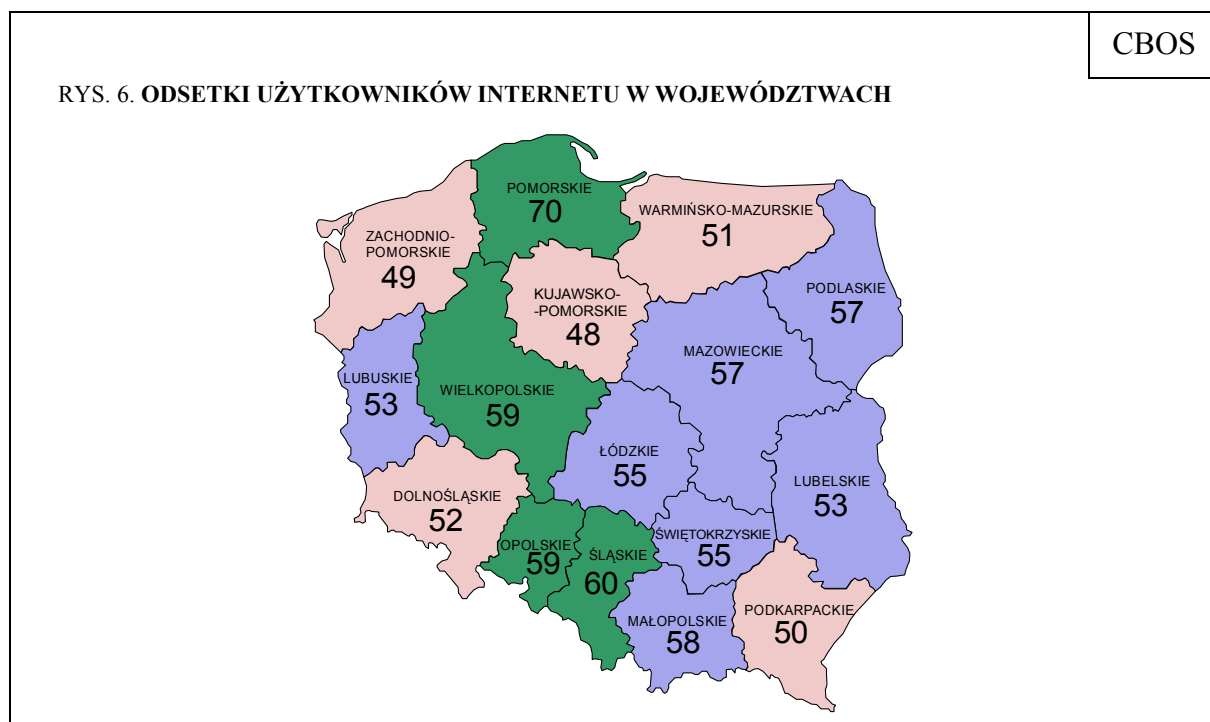 CBOS
RYS. 6. ODSETKI UŻYTKOWNIKÓW INTERNETU W WOJEWÓDZTWACH
POMORSKIE
70
WARMIŃSKO-MAZURSKIE
51
ZACHODNIO-
POMORSKIE
49
KUJAWSKO-
-POMORSKIE
48
PODLASKIE
57
MAZOWIECKIE
57
LUBUSKIE
53
WIELKOPOLSKIE
59
ŁÓDZKIE
55
LUBELSKIE
53
DOLNOŚLĄSKIE
52
OPOLSKIE
59
ŚLĄSKIE
60
ŚWIĘTOKRZYSKIE
55
MAŁOPOLSKIE
58
PODKARPACKIE
50